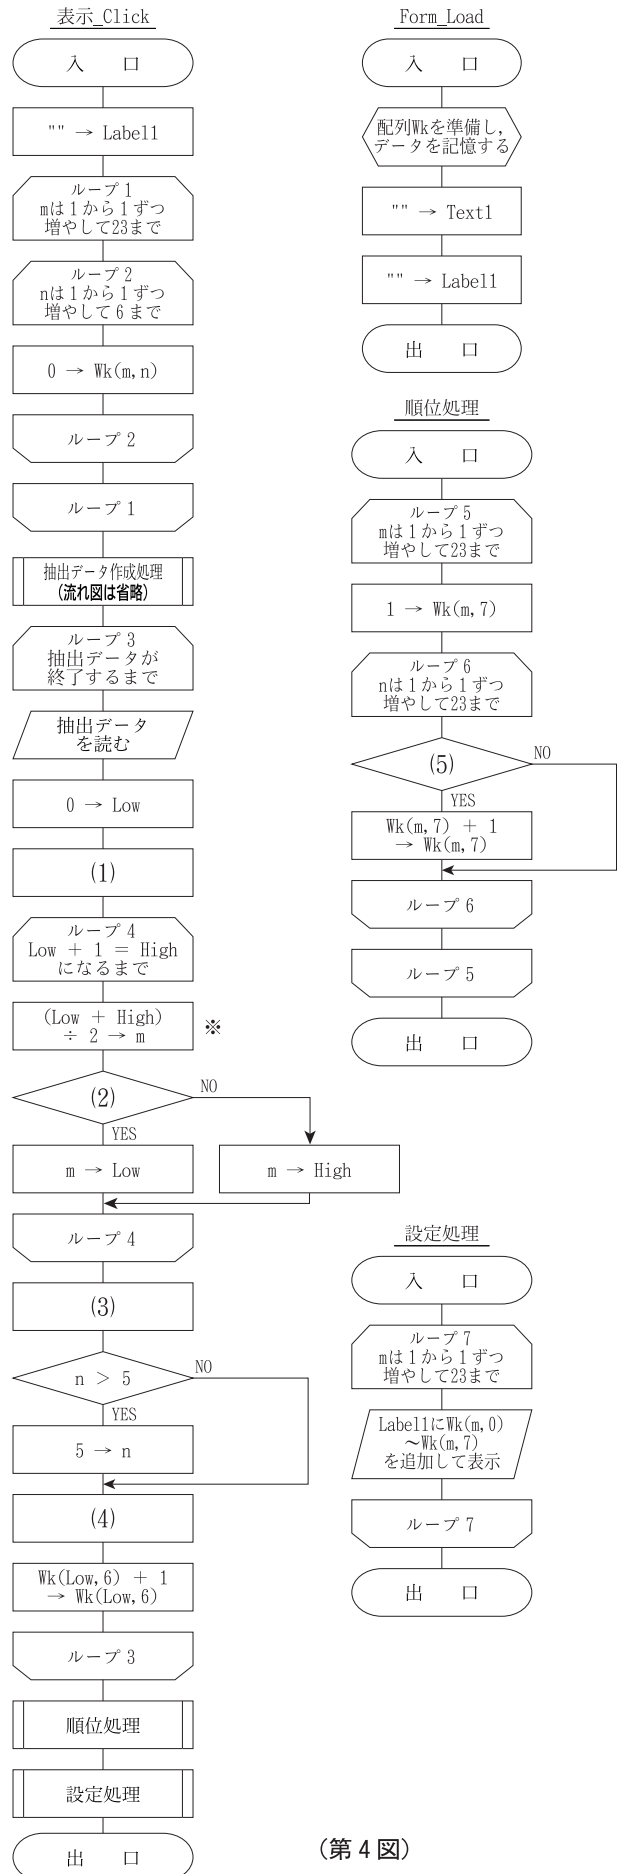 表示_Click
入 口
"" → Label1
ループ1
mは1から1ずつ
増やして23まで
ループ2
nは1から1ずつ
増やして6まで
0 → Wk(m,n)
ループ2
ループ1
抽出データ作成処理
(流れ図は省略)
ループ3
抽出データが
終了するまで
抽出データ
を読む
0 → Low
(1)
ループ4
Low + 1 = High
になるまで
(Low + High)
÷ 2 → m
※
(2)
NO
YES
m → Low
m → High
ループ4
(3)
n > 5
NO
YES
5 → n
(4)
Wk(Low,6) + 1
→ Wk(Low,6)
ループ3
順位処理
設定処理
出 口
Form_Load
入 口
配列Wkを準備し,
データを記憶する
"" → Text1
"" → Label1
出 口
順位処理
入 口
ループ5
mは1から1ずつ
増やして23まで
1 → Wk(m,7)
ループ6
nは1から1ずつ
増やして23まで
(5)
NO
YES
Wk(m,7) + 1
→ Wk(m,7)
ループ6
ループ5
出 口
設定処理
入 口
ループ7
mは1から1ずつ
増やして23まで
Label1にWk(m,0)
～Wk(m,7)
を追加して表示
ループ7
出 口
(第4図)